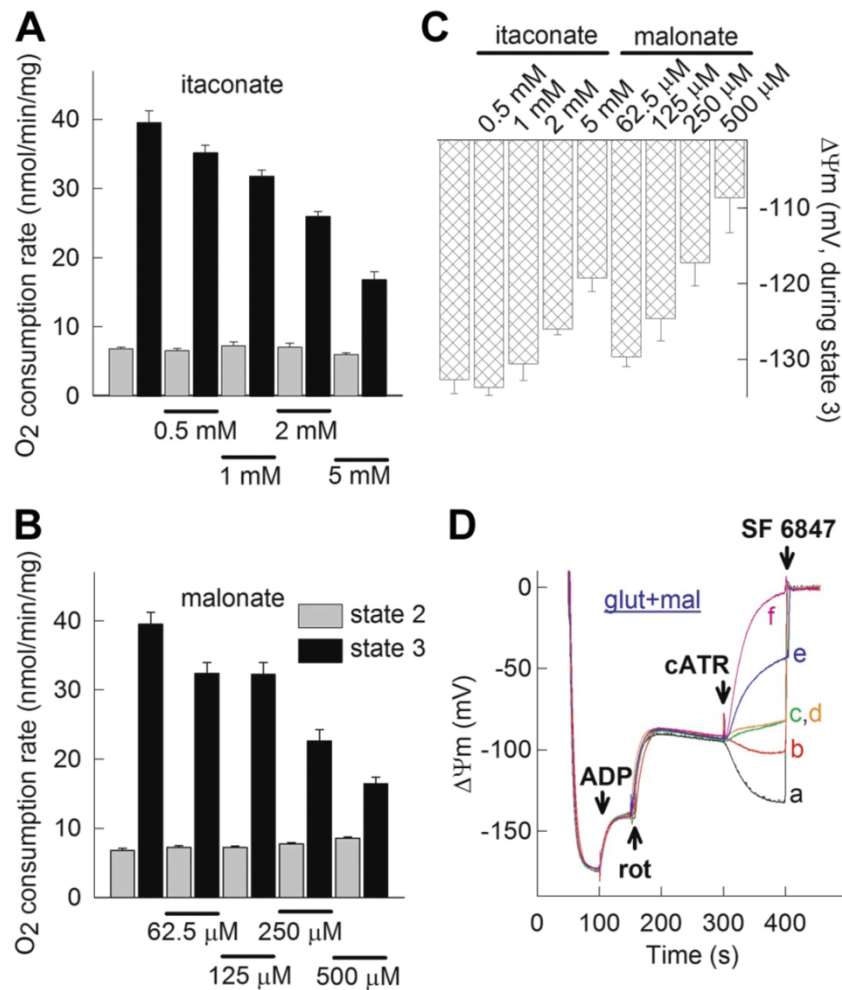 A
itaconate
O2 consumption rate (nmol/min/mg)
40
30
20
10
0
0.5 mM
2 mM
1 mM
5 mM
B
malonate
state 2
state 3
O2 consumption rate (nmol/min/mg)
40
30
20
10
0
62.5 µM
250 µM
125 µM
500 µM
C
itaconate
malonate
0.5 mM
1 mM
2 mM
5 mM
62.5 µM
125 µM
250 µM
500 µM
-110
-120
-130
ΔΨm (mV, during state 3)
D
SF 6847
glut+mal
cATR
ADP
rot
f
e
c,d
b
a
ΔΨm (mV)
0
-50
-100
-150
0 100 200 300 400
Time (s)